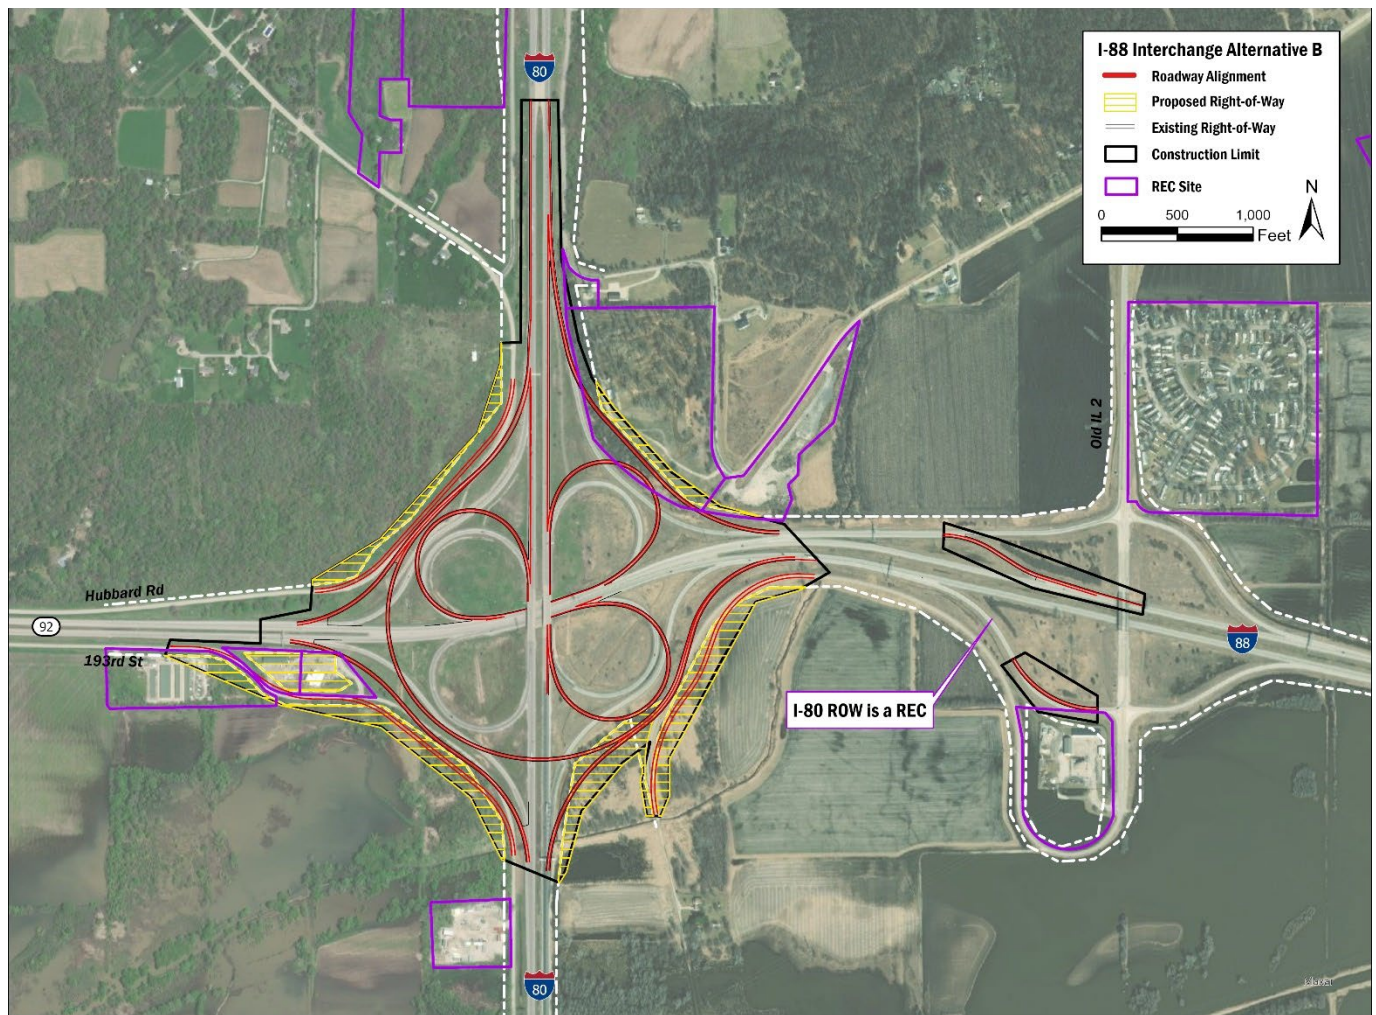 80
I-88 Interchange Alternative B
Roadway Alignment
Proposed Right-of-Way
Existing Right-of-Way
Construction Limit
REC Site
N
0 500 1,000
Feet
Old IL 2
Hubbard Rd
92
193rd St
88
I-80 ROW is a REC
80
Maxar